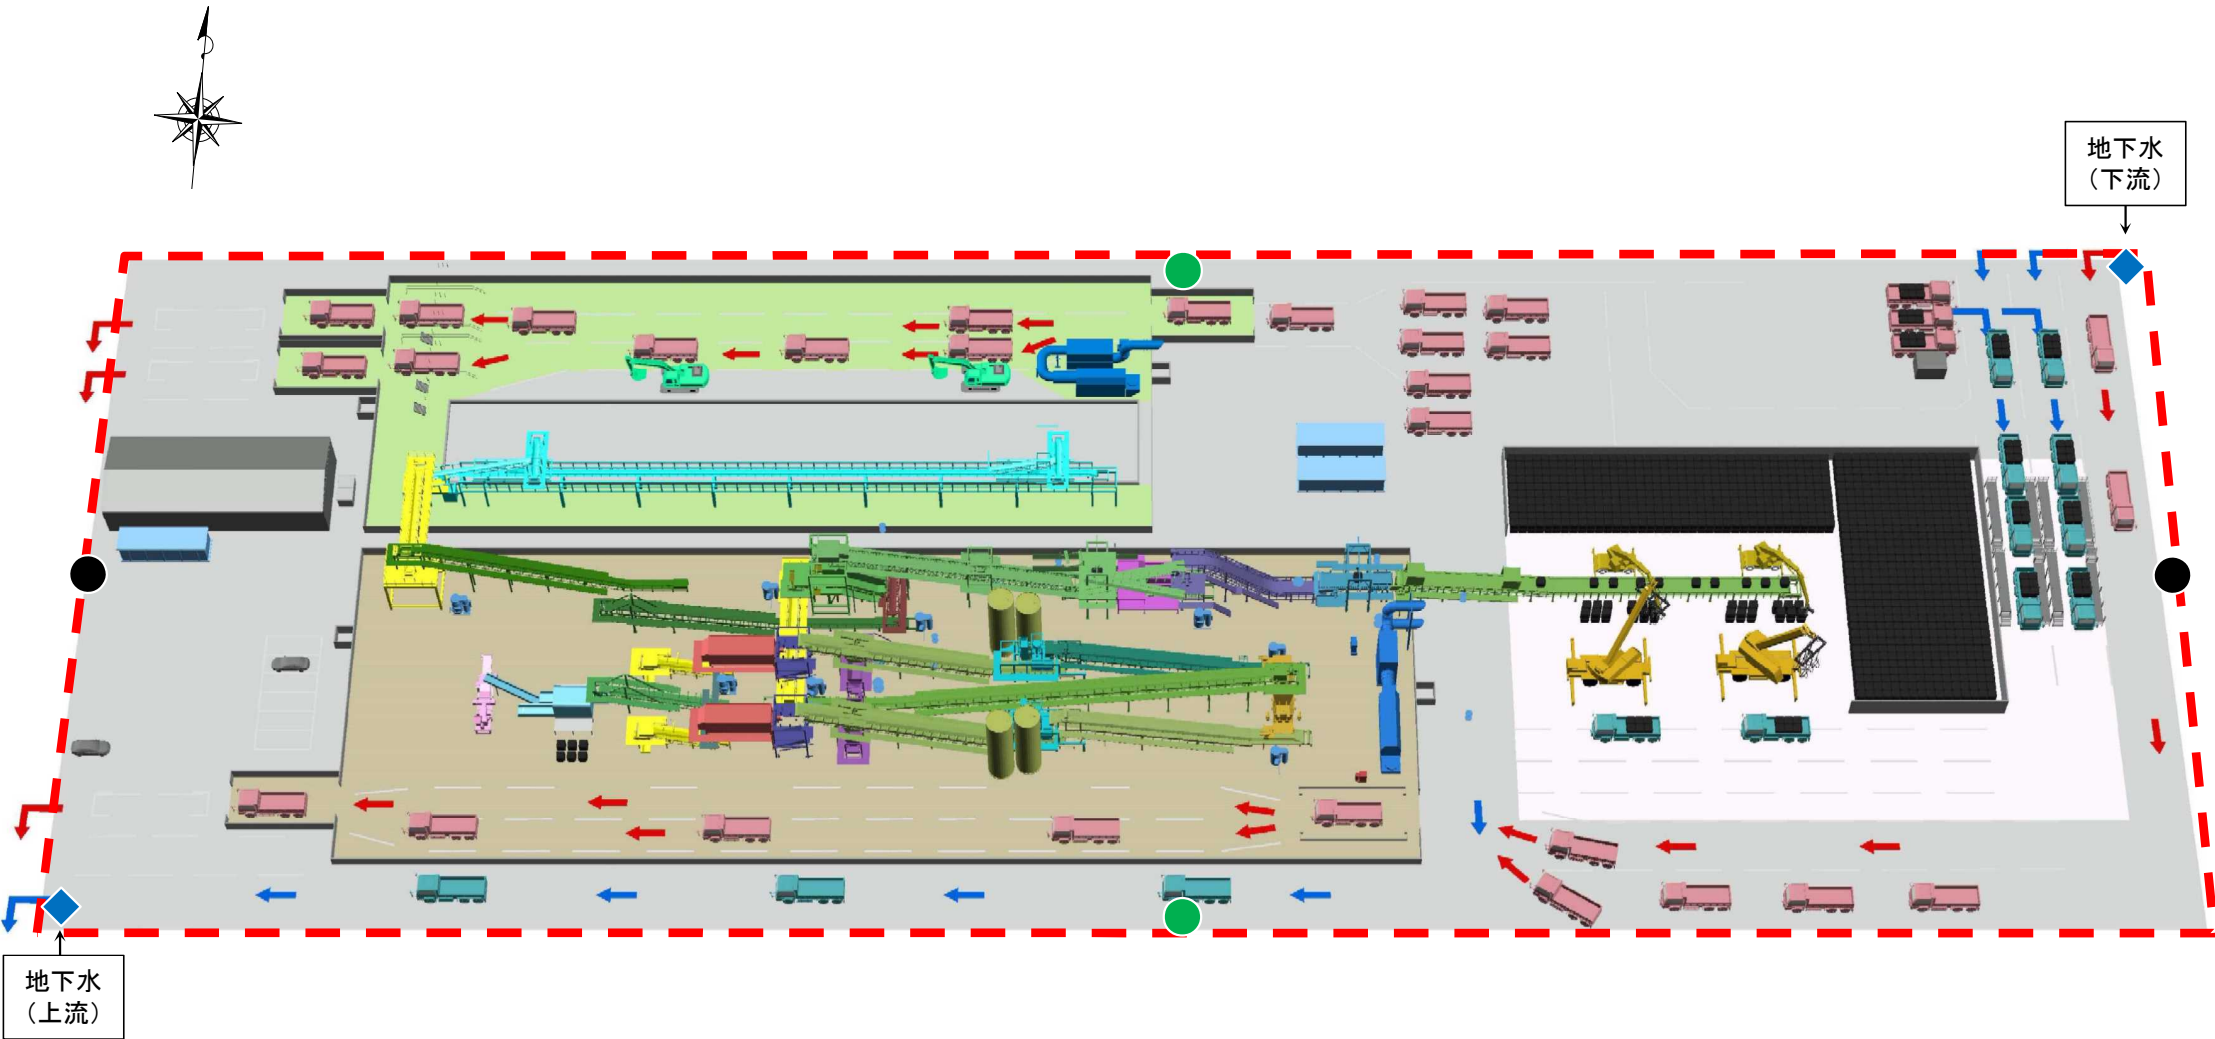 地下水
（下流）
地下水
（上流）